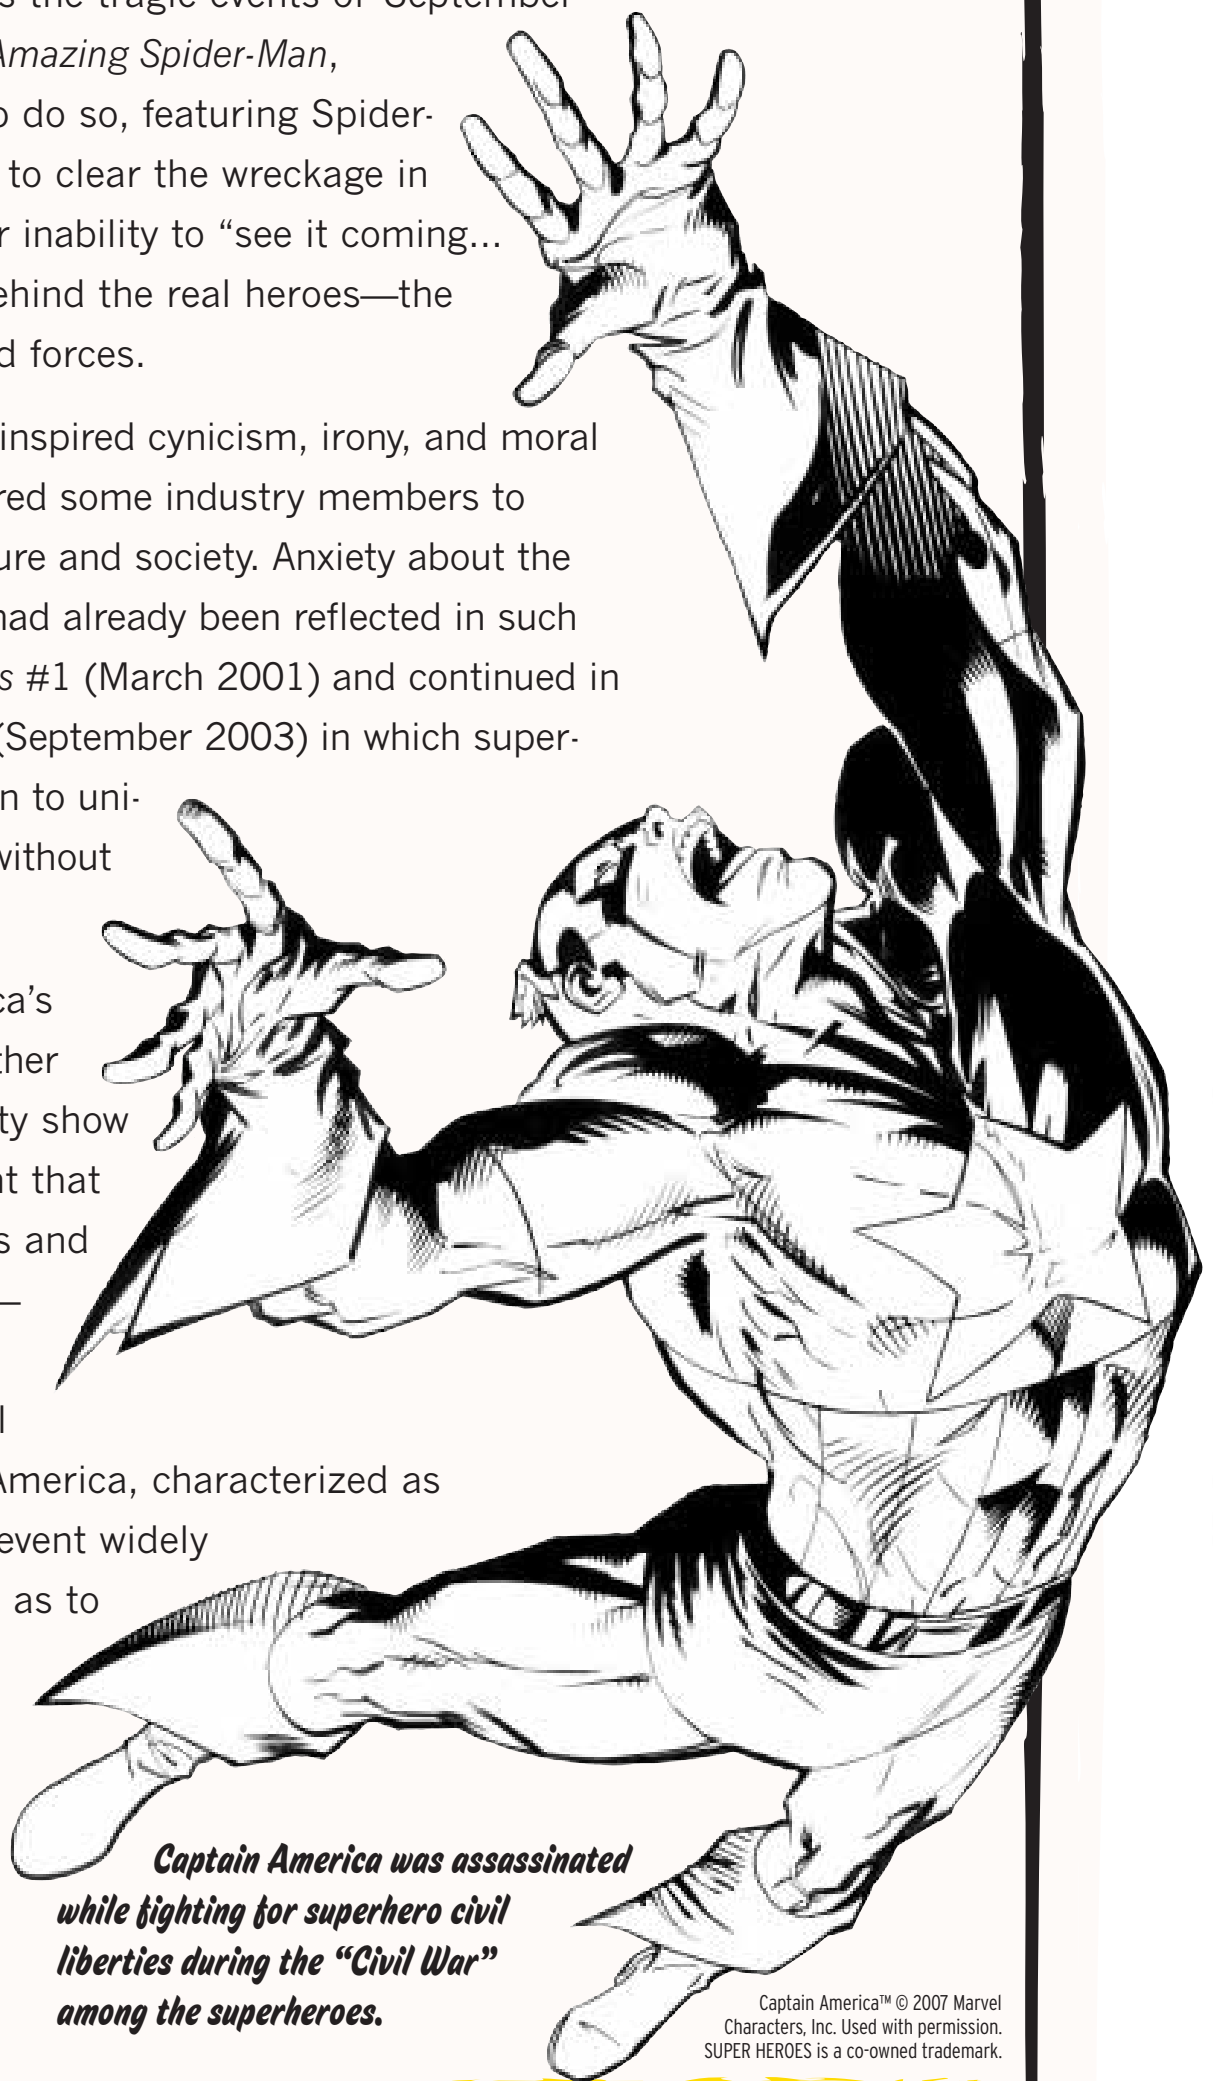 s the tragic events of September
Amazing Spider-Man,
o do so, featuring Spider-
to clear the wreckage in
r inability to “see it coming...
ehind the real heroes—the
d forces.
inspired cynicism, irony, and moral
red some industry members to
ure and society. Anxiety about the
had already been reflected in such
s #1 (March 2001) and continued in
(September 2003) in which super-
n to uni-
without
ca’s
ther
ty show
nt that
s and
—
l
America, characterized as
event widely
as to
Captain America was assassinated
while fighting for superhero civil
liberties during the “Civil War”
among the superheroes.
Captain America™ © 2007 Marvel
Characters, Inc. Used with permission.
SUPER HEROES is a co-owned trademark.